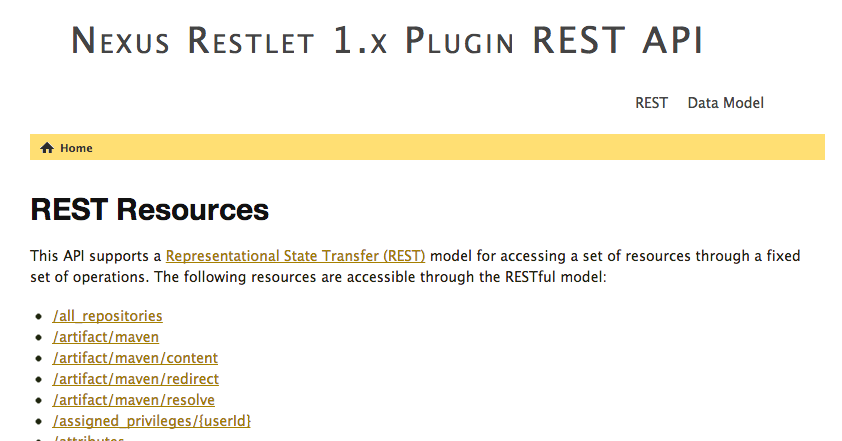 Nexus Restlet 1.x Plugin REST API
REST Data Model
Home
REST Resources
This API supports a Representational State Transfer (REST) model for accessing a set of resources through a fixed
set of operations. The following resources are accessible through the RESTful model:
/all_repositories
/artifact/maven
/artifact/maven/content
/artifact/maven/redirect
/artifact/maven/resolve
/assigned_privileges/{userId}
/attributes